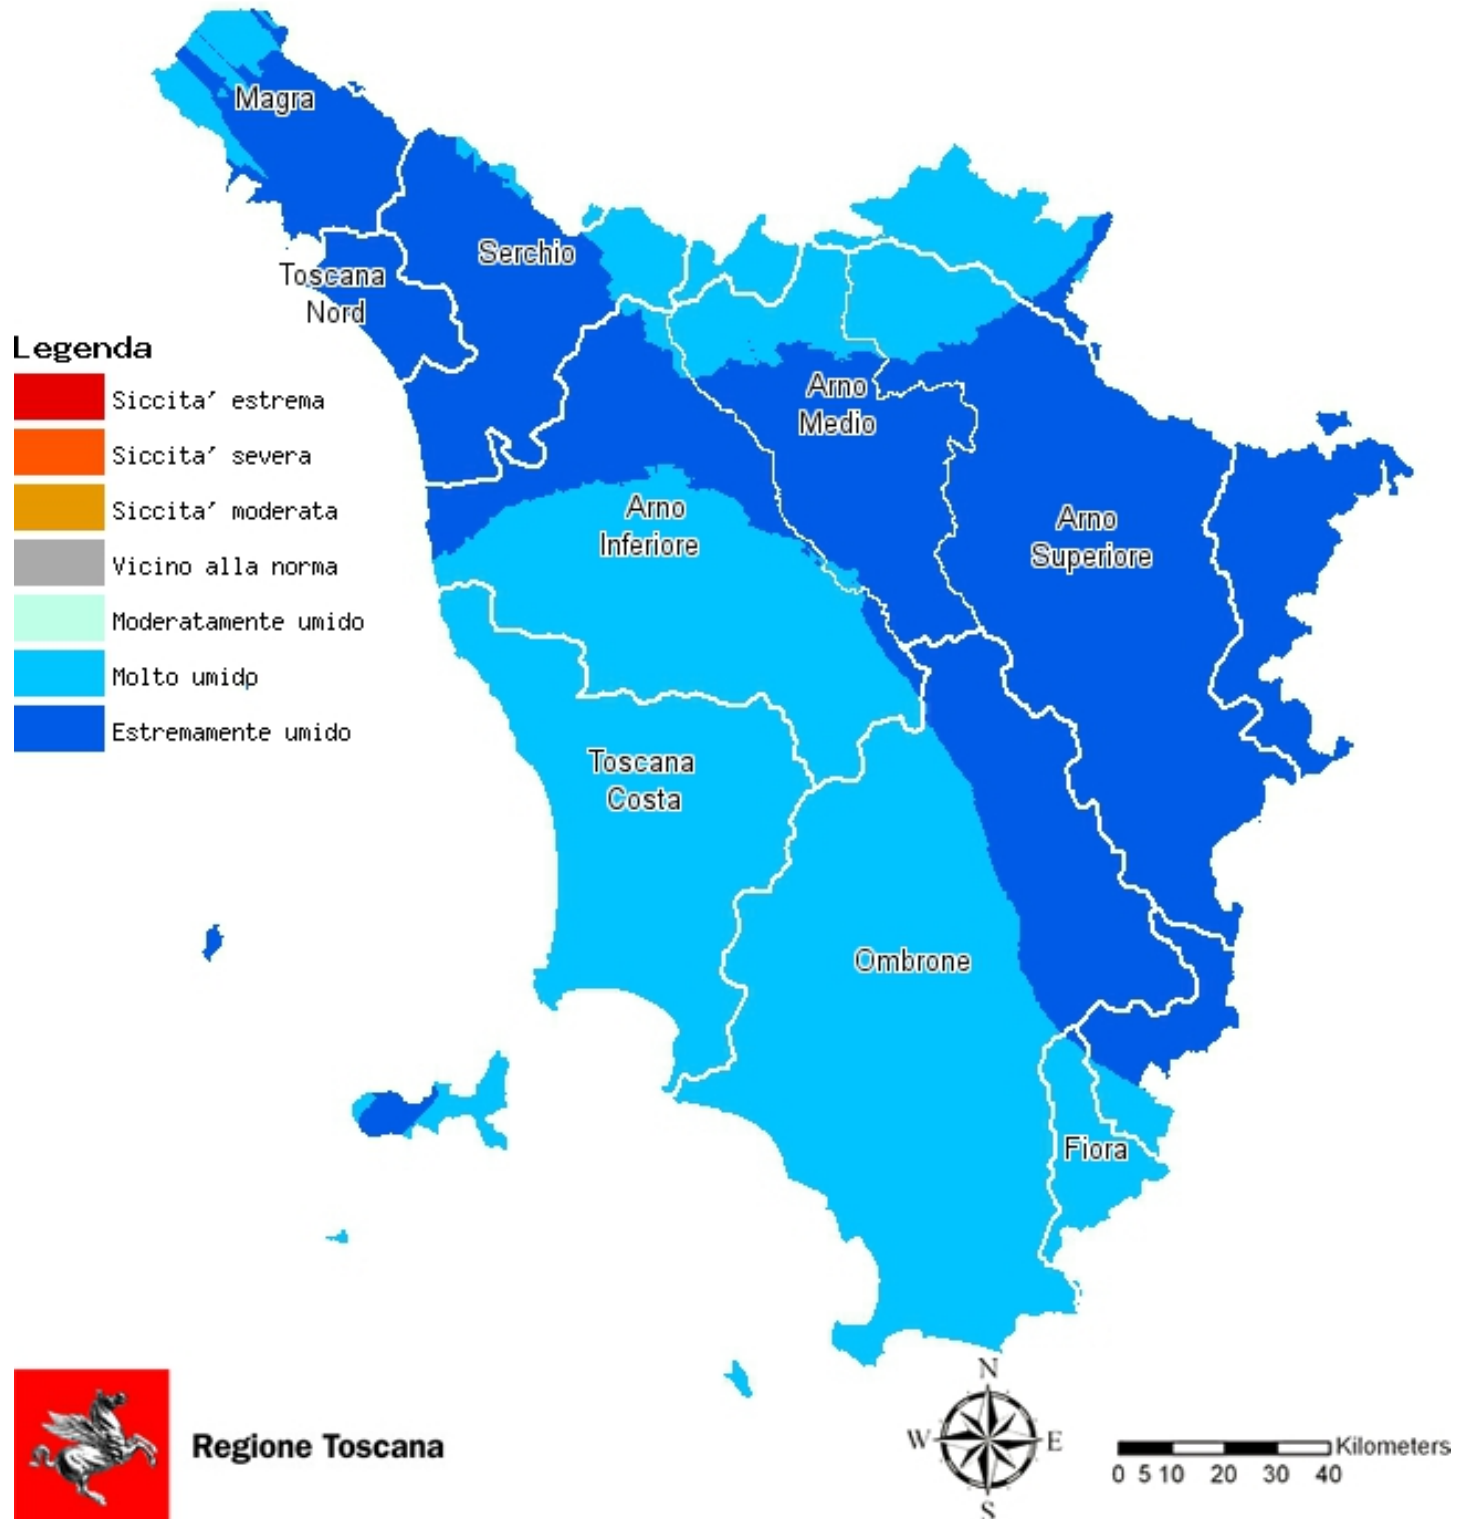 Magra
Serchio
Toscana
Nord
Legenda
Siccita' estrema
Siccita' severa
Siccita' moderata
Vicino alla norma
Moderatamente umido
Molto umido
Estremamente umido
Arno
Medio
Arno
Inferiore
Arno
Superiore
Toscana
Costa
Ombrone
Fiora
Regione Toscana
N
W
E
S
Kilometers
0 5 10 20 30 40